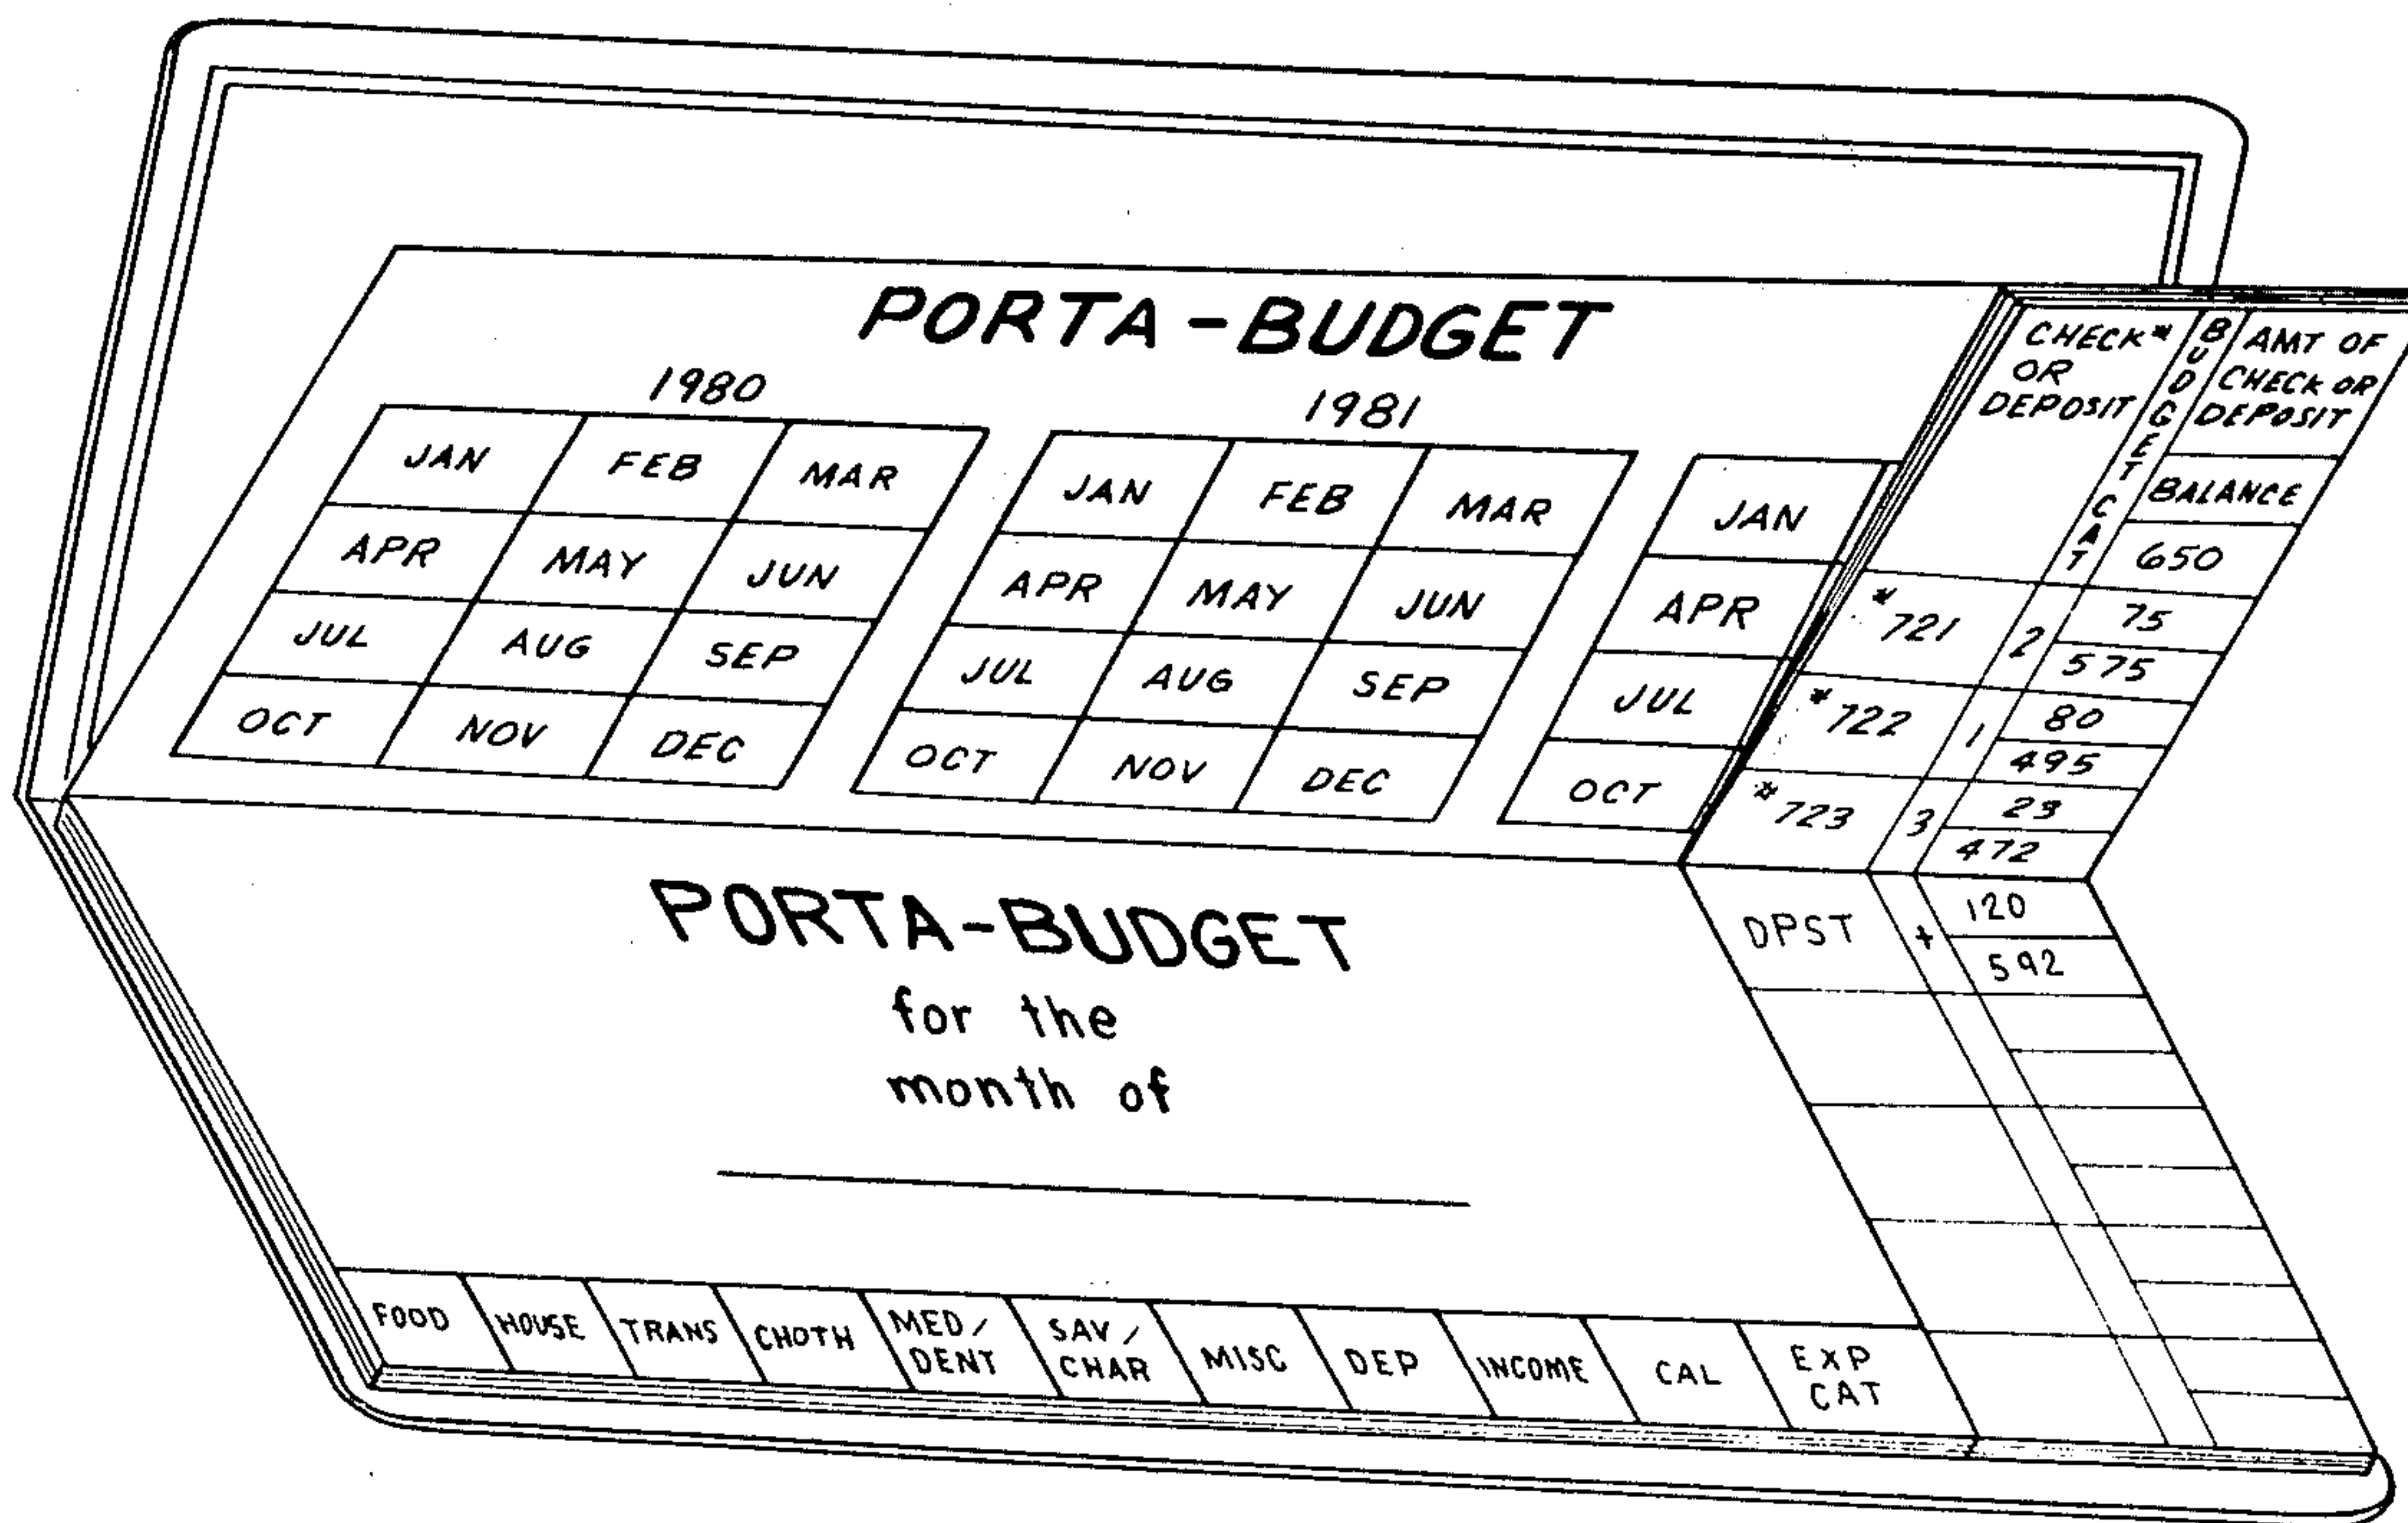 PORTA-BUDGET
1980
JAN FEB MAR
APR MAY JUN
JUL AUG SEP
OCT NOV DEC
1981
JAN FEB MAR
APR MAY JUN
JUL AUG SEP
OCT NOV DEC
JAN
APR
JUL
OCT
CHECK#
OR
DEPOSIT
BUDGET CAT
AMT OF
CHECK OR
DEPOSIT
BALANCE
650
#721 2 75
575
#722 1 80
495
#723 3 23
472
DPST + 120
592
PORTA-BUDGET
for the
month of
FOOD
HOUSE
TRANS
CHOTH
MED/
DENT
SAV/
CHAR
MISC
DEP
INCOME
CAL
EXP
CAT